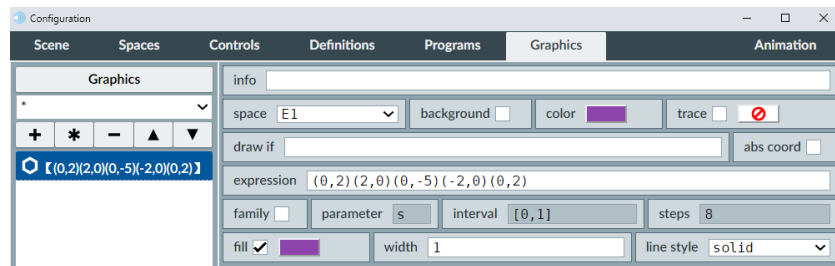 Configuration
Scene Spaces Controls Definitions Programs Graphics Animation
Graphics
info
*
space E1 background color trace
+ * − ▲ ▼
draw if abs coord
【(0,2)(2,0)(0,-5)(-2,0)(0,2)】
expression (0,2)(2,0)(0,-5)(-2,0)(0,2)
family parameter s interval [0,1] steps 8
fill width 1 line style solid